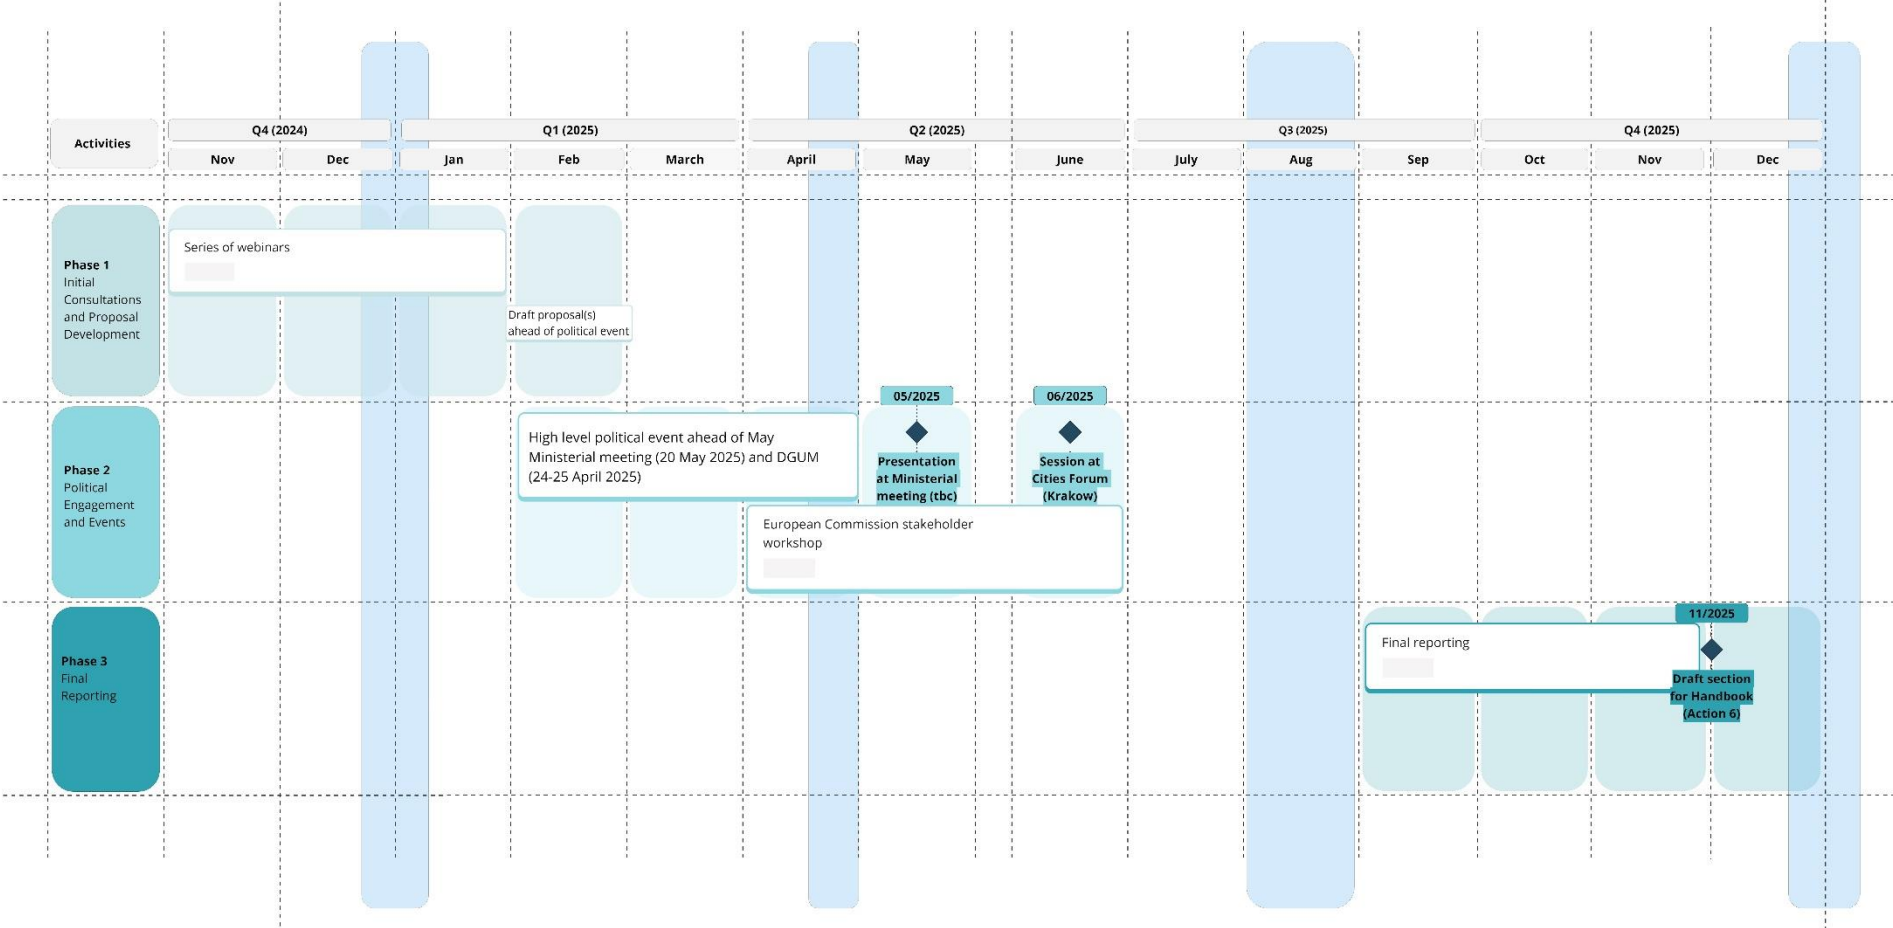 Activities
Q4 (2024)
Q1 (2025)
Q2 (2025)
Q3 (2025)
Q4 (2025)
Nov
Dec
Jan
Feb
March
April
May
June
July
Aug
Sep
Oct
Nov
Dec
Phase 1
Initial
Consultations
and Proposal
Development
Series of webinars
Draft proposal(s)
ahead of political event
Phase 2
Political
Engagement
and Events
High level political event ahead of May
Ministerial meeting (20 May 2025) and DGUM
(24-25 April 2025)
05/2025
Presentation
at Ministerial
meeting (tbc)
06/2025
Session at
Cities Forum
(Krakow)
European Commission stakeholder
workshop
Phase 3
Final
Reporting
Final reporting
11/2025
Draft section
for Handbook
(Action 6)